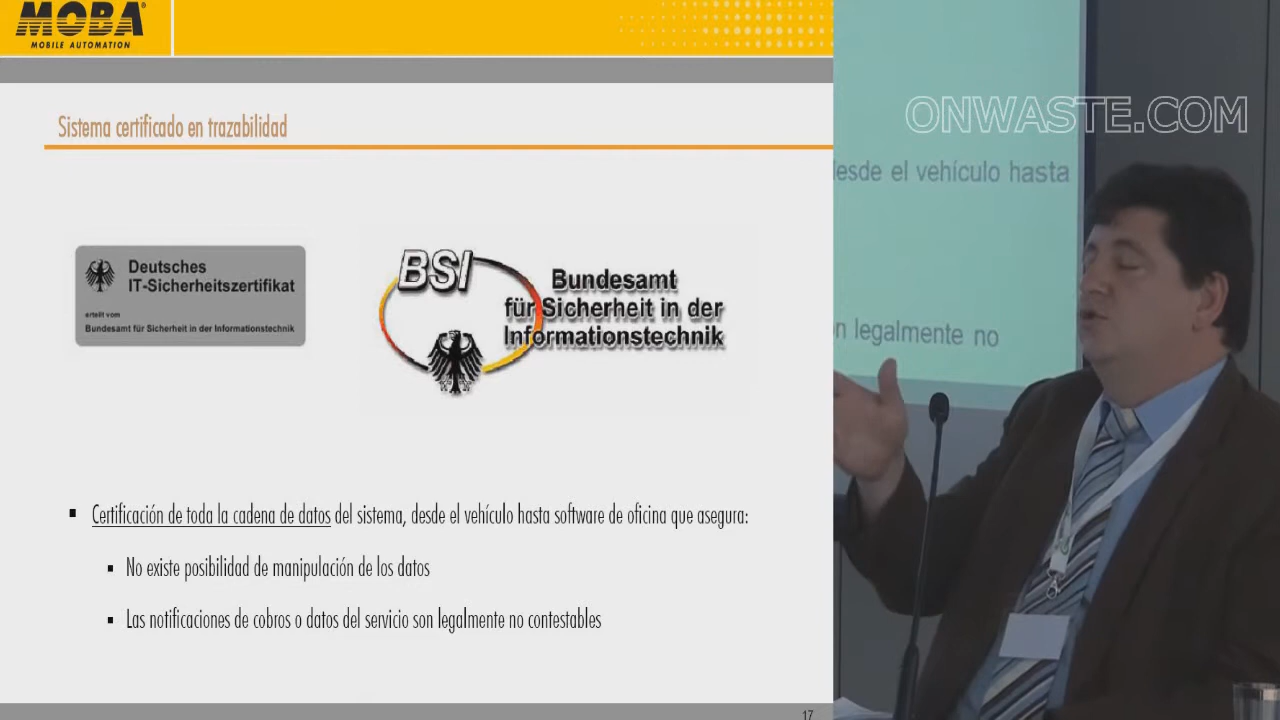 MOBA
MOBILE AUTOMATION
ONWASTE.COM
Sistema certificado en trazabilidad
desde el vehículo hasta
Deutsches
IT-Sicherheitszertifikat
erteilt vom
Bundesamt für Sicherheit in der Informationstechnik
BSI
Bundesamt
für Sicherheit in der
Informationstechnik
n legalmente no
Certificación de toda la cadena de datos del sistema, desde el vehículo hasta software de oficina que asegura:
No existe posibilidad de manipulación de los datos
Las notificaciones de cobros o datos del servicio son legalmente no contestables
17